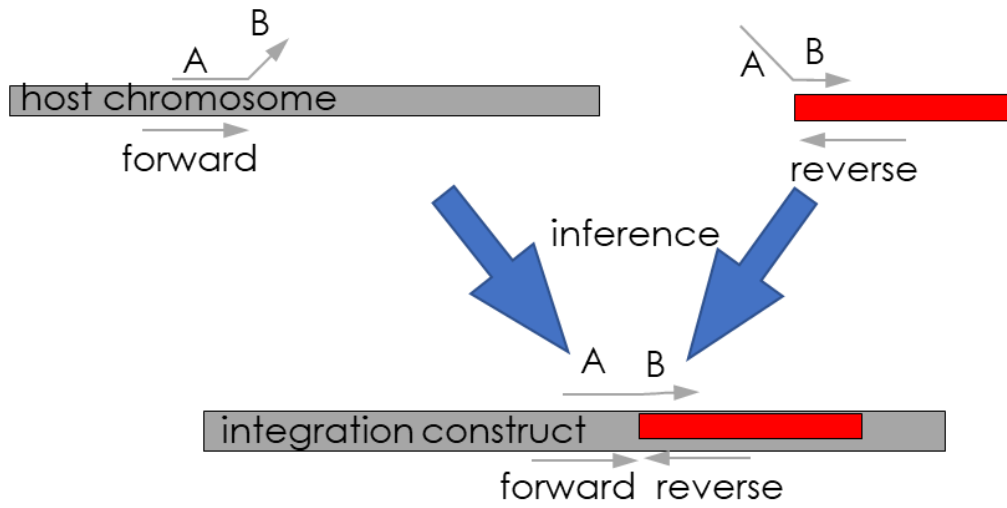 B
A
host chromosome
forward
A
B
reverse
inference
A
B
integration construct
forward reverse